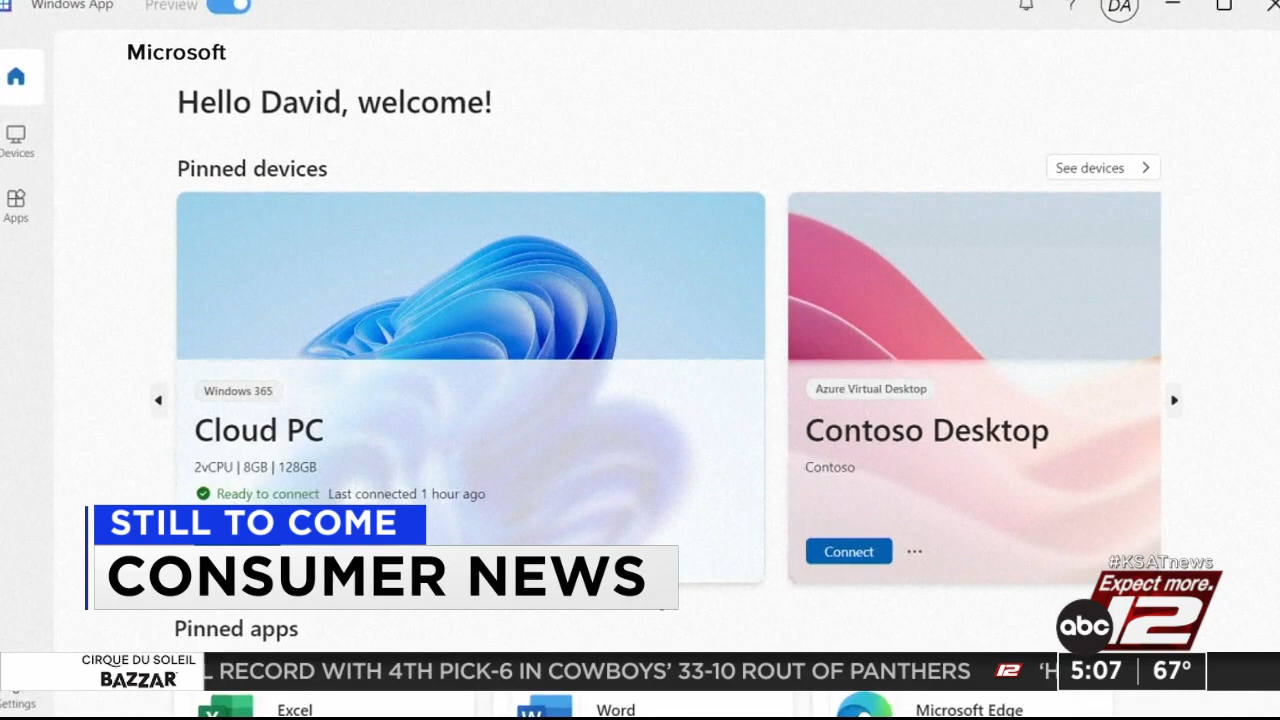 Windows App
Preview
DA
Microsoft
Hello David, welcome!
Devices
Pinned devices
See devices
Apps
Windows 365
Cloud PC
2vCPU | 8GB | 128GB
Ready to connect Last connected 1 hour ago
Azure Virtual Desktop
Contoso Desktop
Contoso
Connect
STILL TO COME
CONSUMER NEWS
#KSATnews
Expect more.
abc 12
Pinned apps
CIRQUE DU SOLEIL
BAZZAR
L RECORD WITH 4TH PICK-6 IN COWBOYS' 33-10 ROUT OF PANTHERS 12 'H
5:07 67°
Settings
Excel
Word
Microsoft Edge